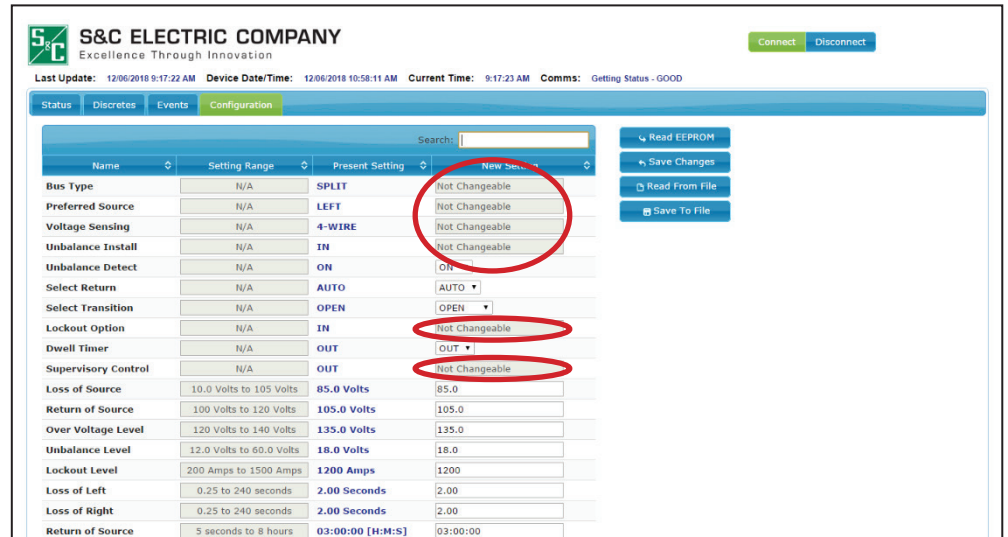 S&C ELECTRIC COMPANY
Excellence Through Innovation
Connect Disconnect
Last Update: 12/06/2018 9:17:22 AM Device Date/Time: 12/06/2018 10:58:11 AM Current Time: 9:17:23 AM Comms: Getting Status - GOOD
Status Discretes Events Configuration
Search:
Read EEPROM
Save Changes
Read From File
Save To File
Name Setting Range Present Setting New Setting
Bus Type N/A SPLIT Not Changeable
Preferred Source N/A LEFT Not Changeable
Voltage Sensing N/A 4-WIRE Not Changeable
Unbalance Install N/A IN Not Changeable
Unbalance Detect N/A ON ON
Select Return N/A AUTO AUTO
Select Transition N/A OPEN OPEN
Lockout Option N/A IN Not Changeable
Dwell Timer N/A OUT OUT
Supervisory Control N/A OUT Not Changeable
Loss of Source 10.0 Volts to 105 Volts 85.0 Volts 85.0
Return of Source 100 Volts to 120 Volts 105.0 Volts 105.0
Over Voltage Level 120 Volts to 140 Volts 135.0 Volts 135.0
Unbalance Level 12.0 Volts to 60.0 Volts 18.0 Volts 18.0
Lockout Level 200 Amps to 1500 Amps 1200 Amps 1200
Loss of Left 0.25 to 240 seconds 2.00 Seconds 2.00
Loss of Right 0.25 to 240 seconds 2.00 Seconds 2.00
Return of Source 5 seconds to 8 hours 03:00:00 [H:M:S] 03:00:00